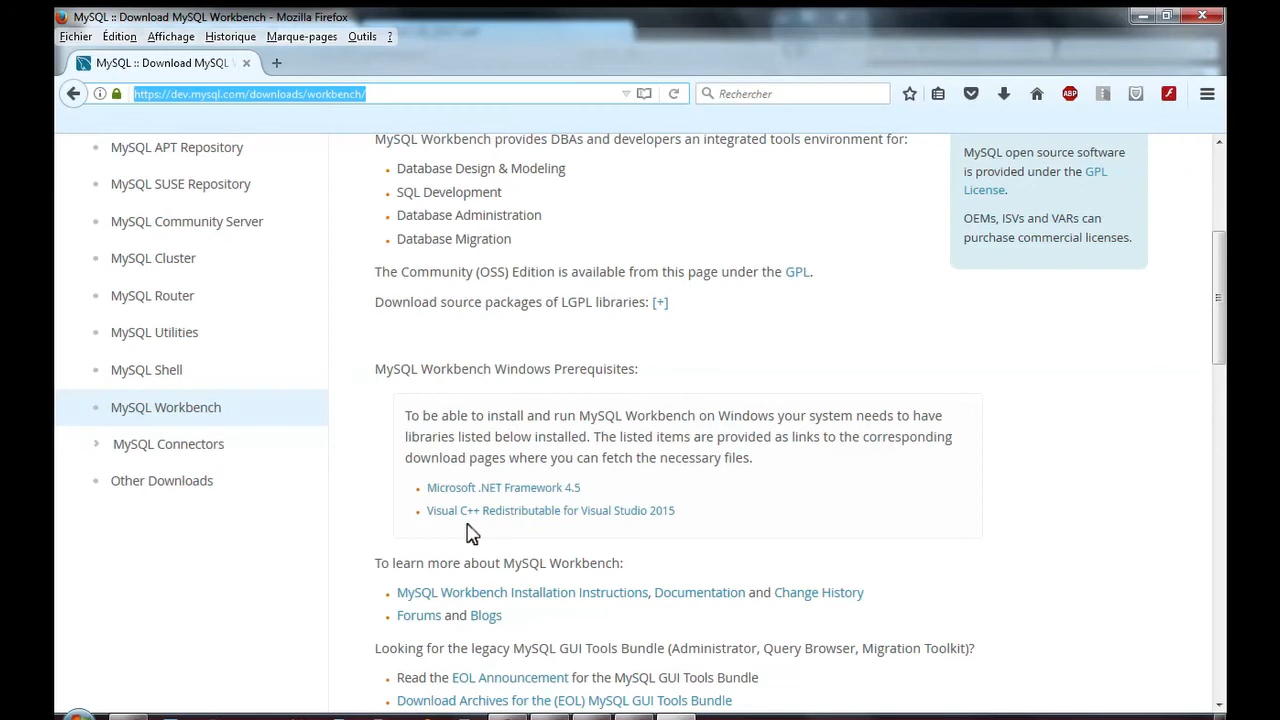 MySQL :: Download MySQL Workbench - Mozilla Firefox
Fichier Édition Affichage Historique Marque-pages Outils ?
MySQL :: Download MySQL W
https://dev.mysql.com/downloads/workbench/
Rechercher
ABP
MySQL APT Repository
MySQL SUSE Repository
MySQL Community Server
MySQL Cluster
MySQL Router
MySQL Utilities
MySQL Shell
MySQL Workbench
MySQL Connectors
Other Downloads
MySQL Workbench provides DBAs and developers an integrated tools environment for:
Database Design & Modeling
SQL Development
Database Administration
Database Migration
The Community (OSS) Edition is available from this page under the GPL.
Download source packages of LGPL libraries: [+]
MySQL Workbench Windows Prerequisites:
To be able to install and run MySQL Workbench on Windows your system needs to have
libraries listed below installed. The listed items are provided as links to the corresponding
download pages where you can fetch the necessary files.
Microsoft .NET Framework 4.5
Visual C++ Redistributable for Visual Studio 2015
To learn more about MySQL Workbench:
MySQL Workbench Installation Instructions, Documentation and Change History
Forums and Blogs
Looking for the legacy MySQL GUI Tools Bundle (Administrator, Query Browser, Migration Toolkit)?
Read the EOL Announcement for the MySQL GUI Tools Bundle
Download Archives for the (EOL) MySQL GUI Tools Bundle
MySQL open source software
is provided under the GPL
License.
OEMs, ISVs and VARs can
purchase commercial licenses.